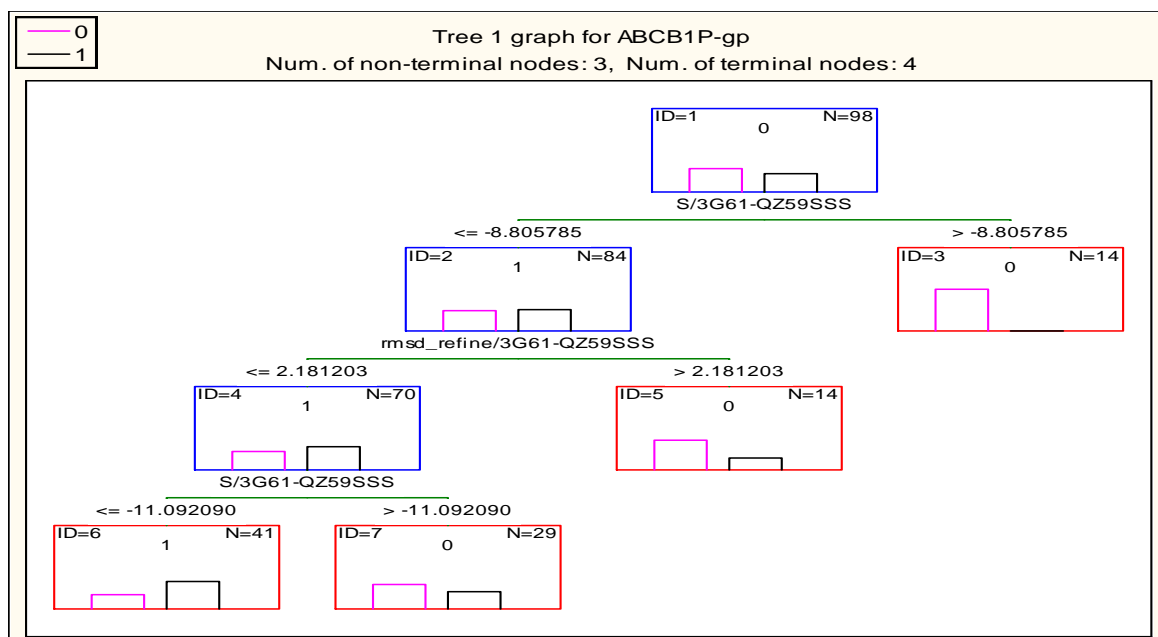 0
1
Tree 1 graph for ABCB1P-gp
Num. of non-terminal nodes: 3, Num. of terminal nodes: 4
ID=1 N=98
0
S/3G61-QZ59SSS
<= -8.805785 > -8.805785
ID=2 N=84 ID=3 N=14
1 0
rmsd_refine/3G61-QZ59SSS
<= 2.181203 > 2.181203
ID=4 N=70 ID=5 N=14
1 0
S/3G61-QZ59SSS
<= -11.092090 > -11.092090
ID=6 N=41 ID=7 N=29
1 0